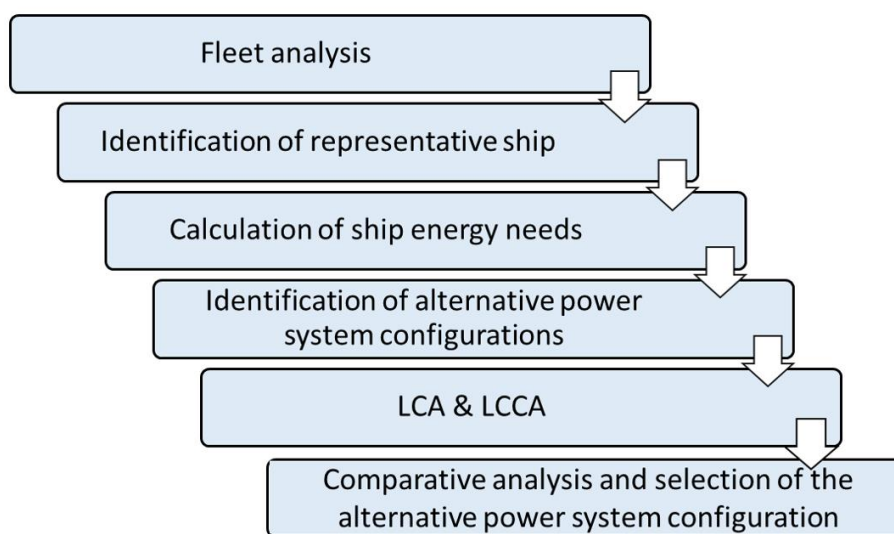 Fleet analysis
Identification of representative ship
Calculation of ship energy needs
Identification of alternative power
system configurations
LCA & LCCA
Comparative analysis and selection of the
alternative power system configuration